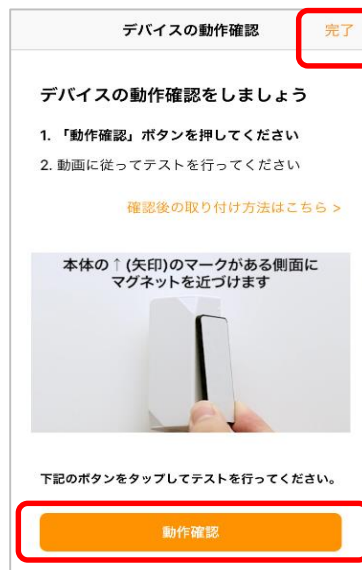 デバイスの動作確認
完了
デバイスの動作確認をしましょう
1. 「動作確認」ボタンを押してください
2. 動画に従ってテストを行ってください
確認後の取り付け方法はこちら >
本体の↑(矢印)のマークがある側面に
マグネットを近づけます
下記のボタンをタップしてテストを行ってください。
動作確認